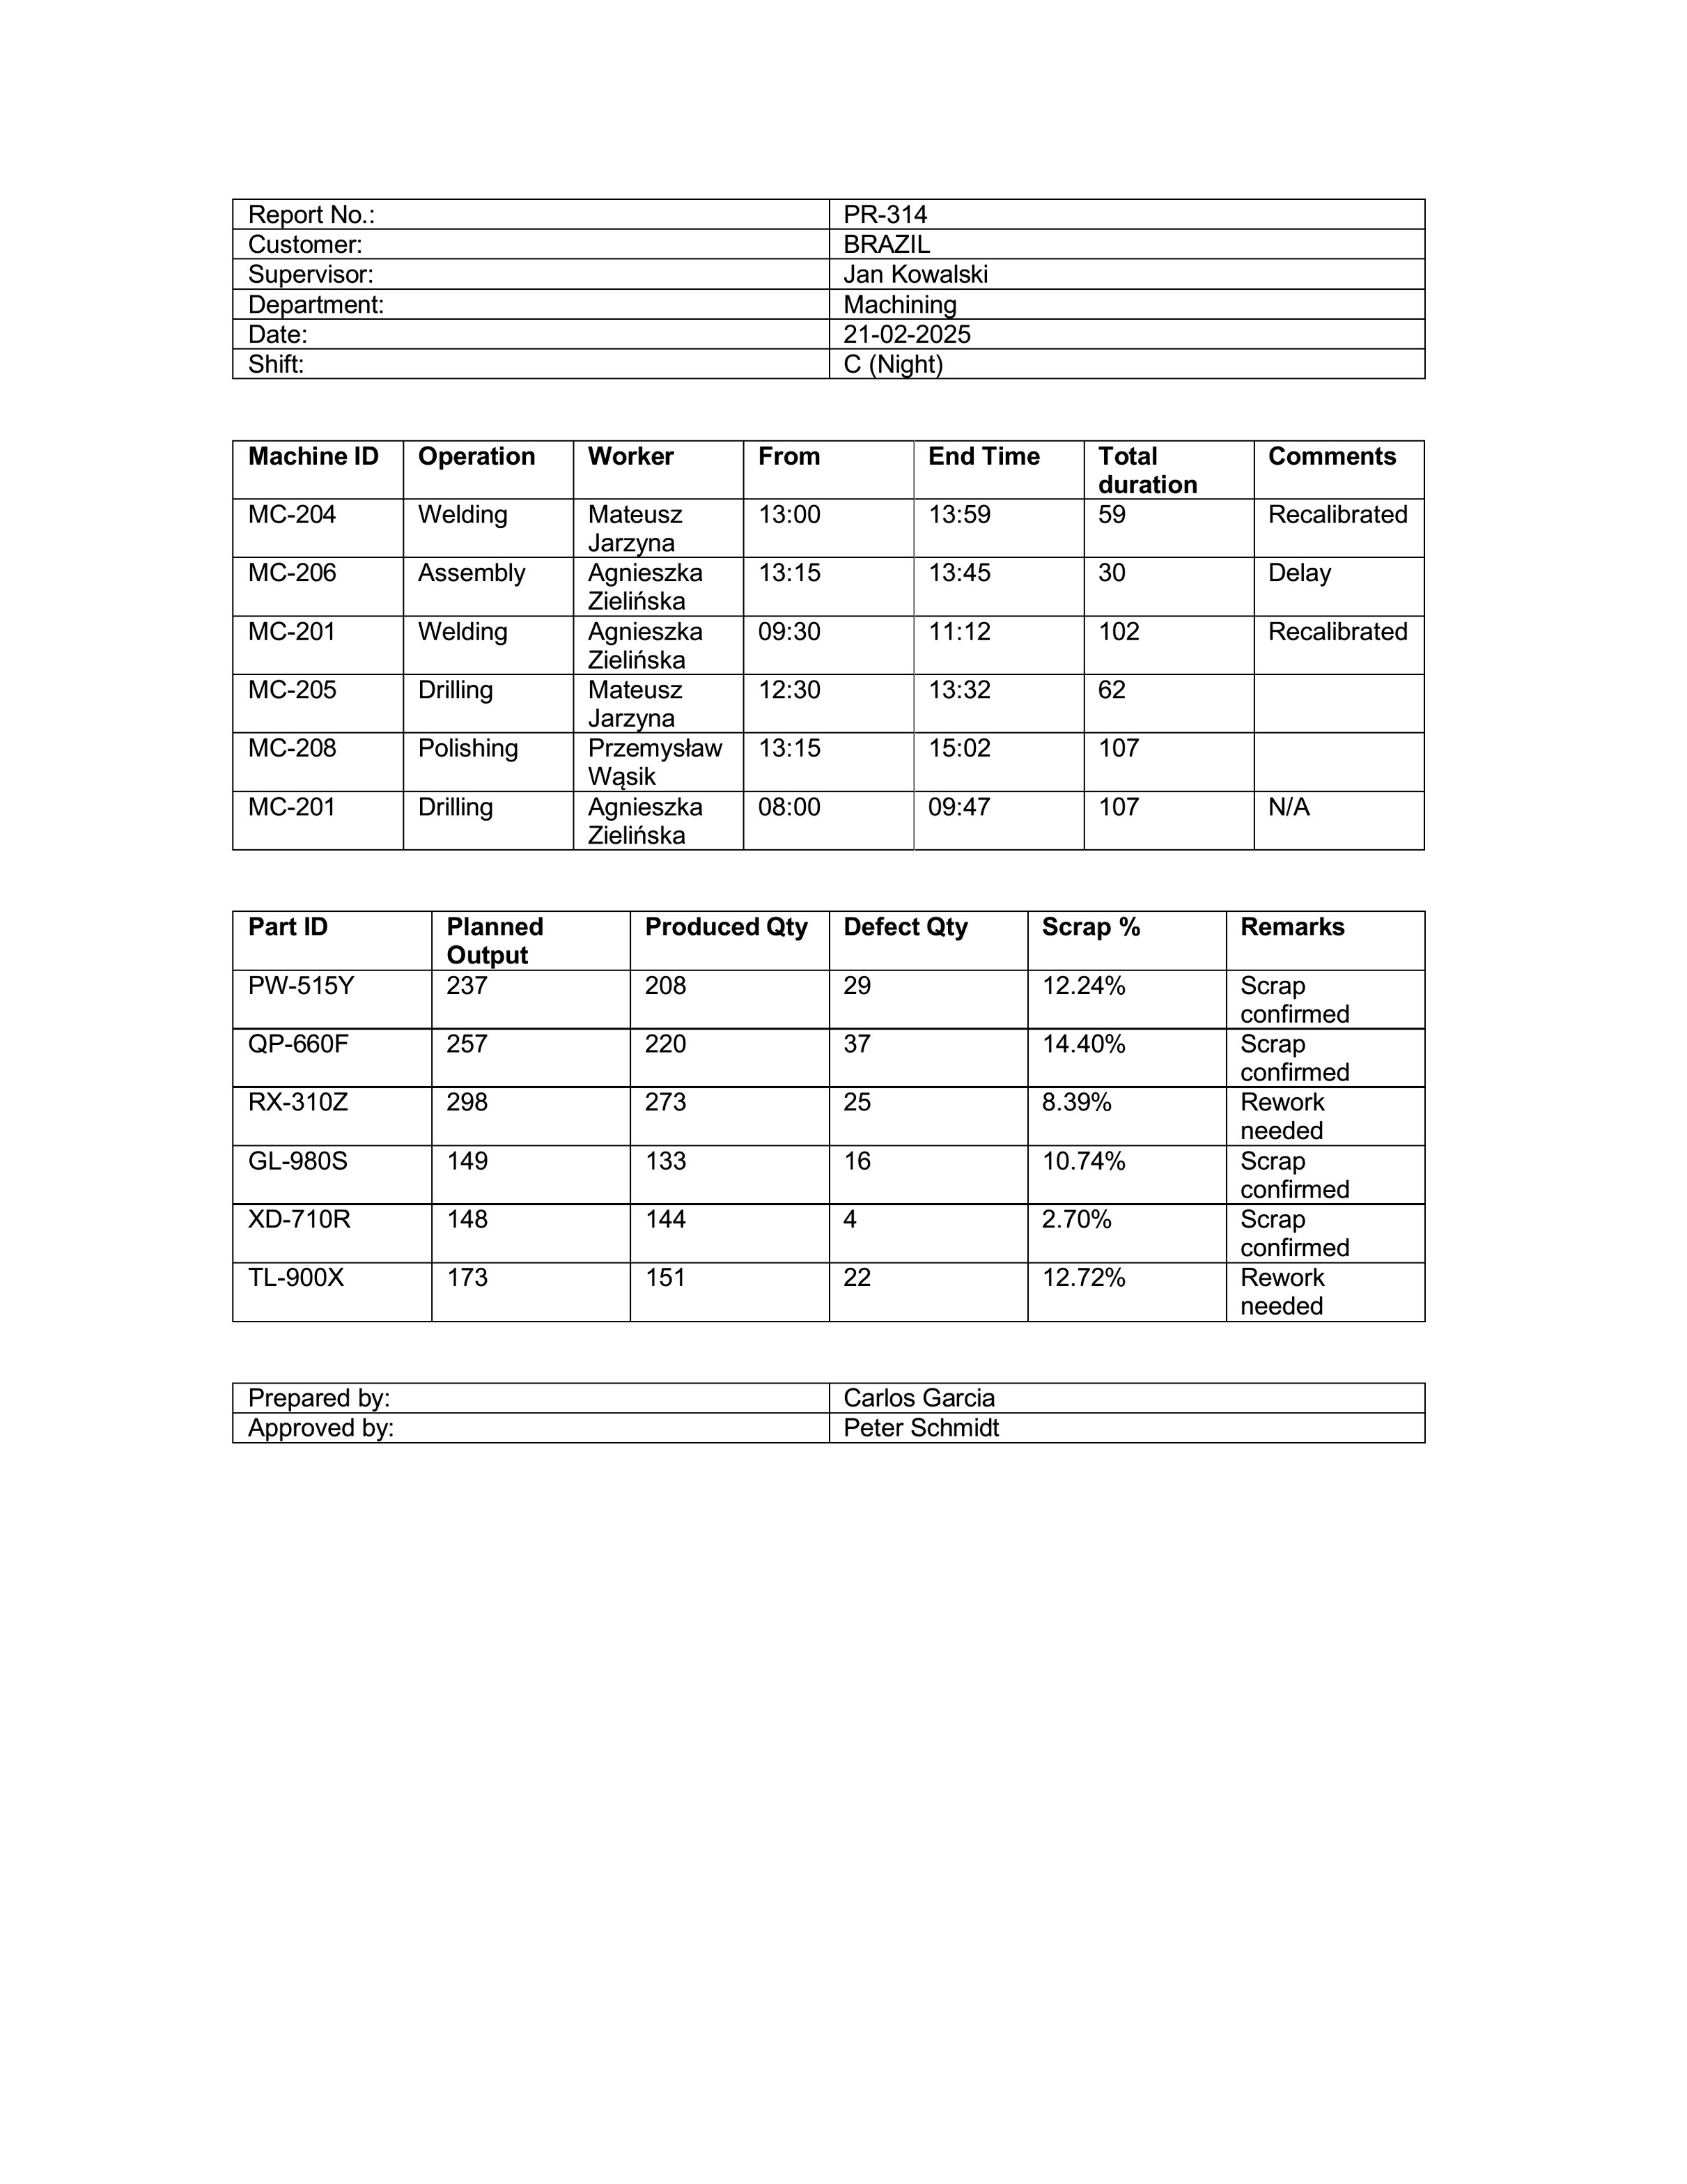 Report No.: PR-314
Customer: BRAZIL
Supervisor: Jan Kowalski
Department: Machining
Date: 21-02-2025
Shift: C (Night)
Machine ID Operation Worker From End Time Total duration Comments
MC-204 Welding Mateusz Jarzyna 13:00 13:59 59 Recalibrated
MC-206 Assembly Agnieszka Zielińska 13:15 13:45 30 Delay
MC-201 Welding Agnieszka Zielińska 09:30 11:12 102 Recalibrated
MC-205 Drilling Mateusz Jarzyna 12:30 13:32 62
MC-208 Polishing Przemysław Wąsik 13:15 15:02 107
MC-201 Drilling Agnieszka Zielińska 08:00 09:47 107 N/A
Part ID Planned Output Produced Qty Defect Qty Scrap % Remarks
PW-515Y 237 208 29 12.24% Scrap confirmed
QP-660F 257 220 37 14.40% Scrap confirmed
RX-310Z 298 273 25 8.39% Rework needed
GL-980S 149 133 16 10.74% Scrap confirmed
XD-710R 148 144 4 2.70% Scrap confirmed
TL-900X 173 151 22 12.72% Rework needed
Prepared by: Carlos Garcia
Approved by: Peter Schmidt